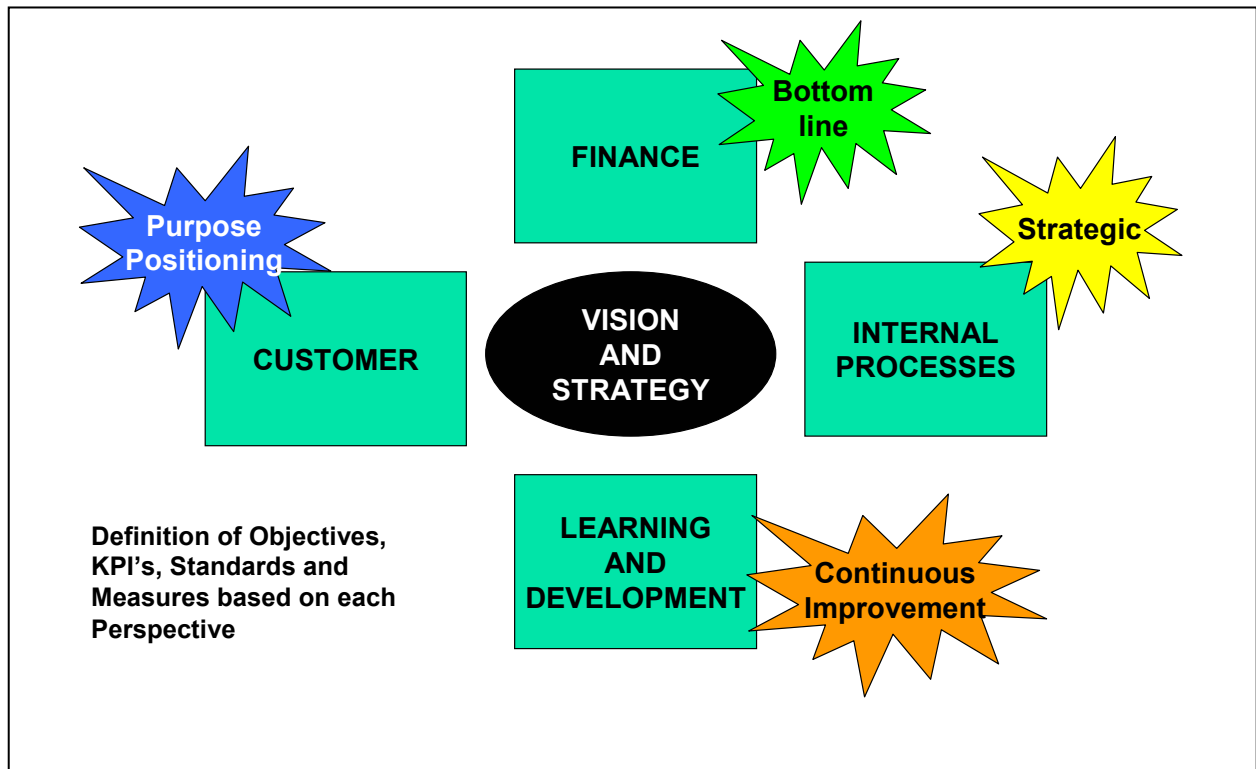 Bottom
line
FINANCE
Purpose
Positioning
Strategic
CUSTOMER
VISION
AND
STRATEGY
INTERNAL
PROCESSES
LEARNING
AND
DEVELOPMENT
Continuous
Improvement
Definition of Objectives,
KPI’s, Standards and
Measures based on each
Perspective